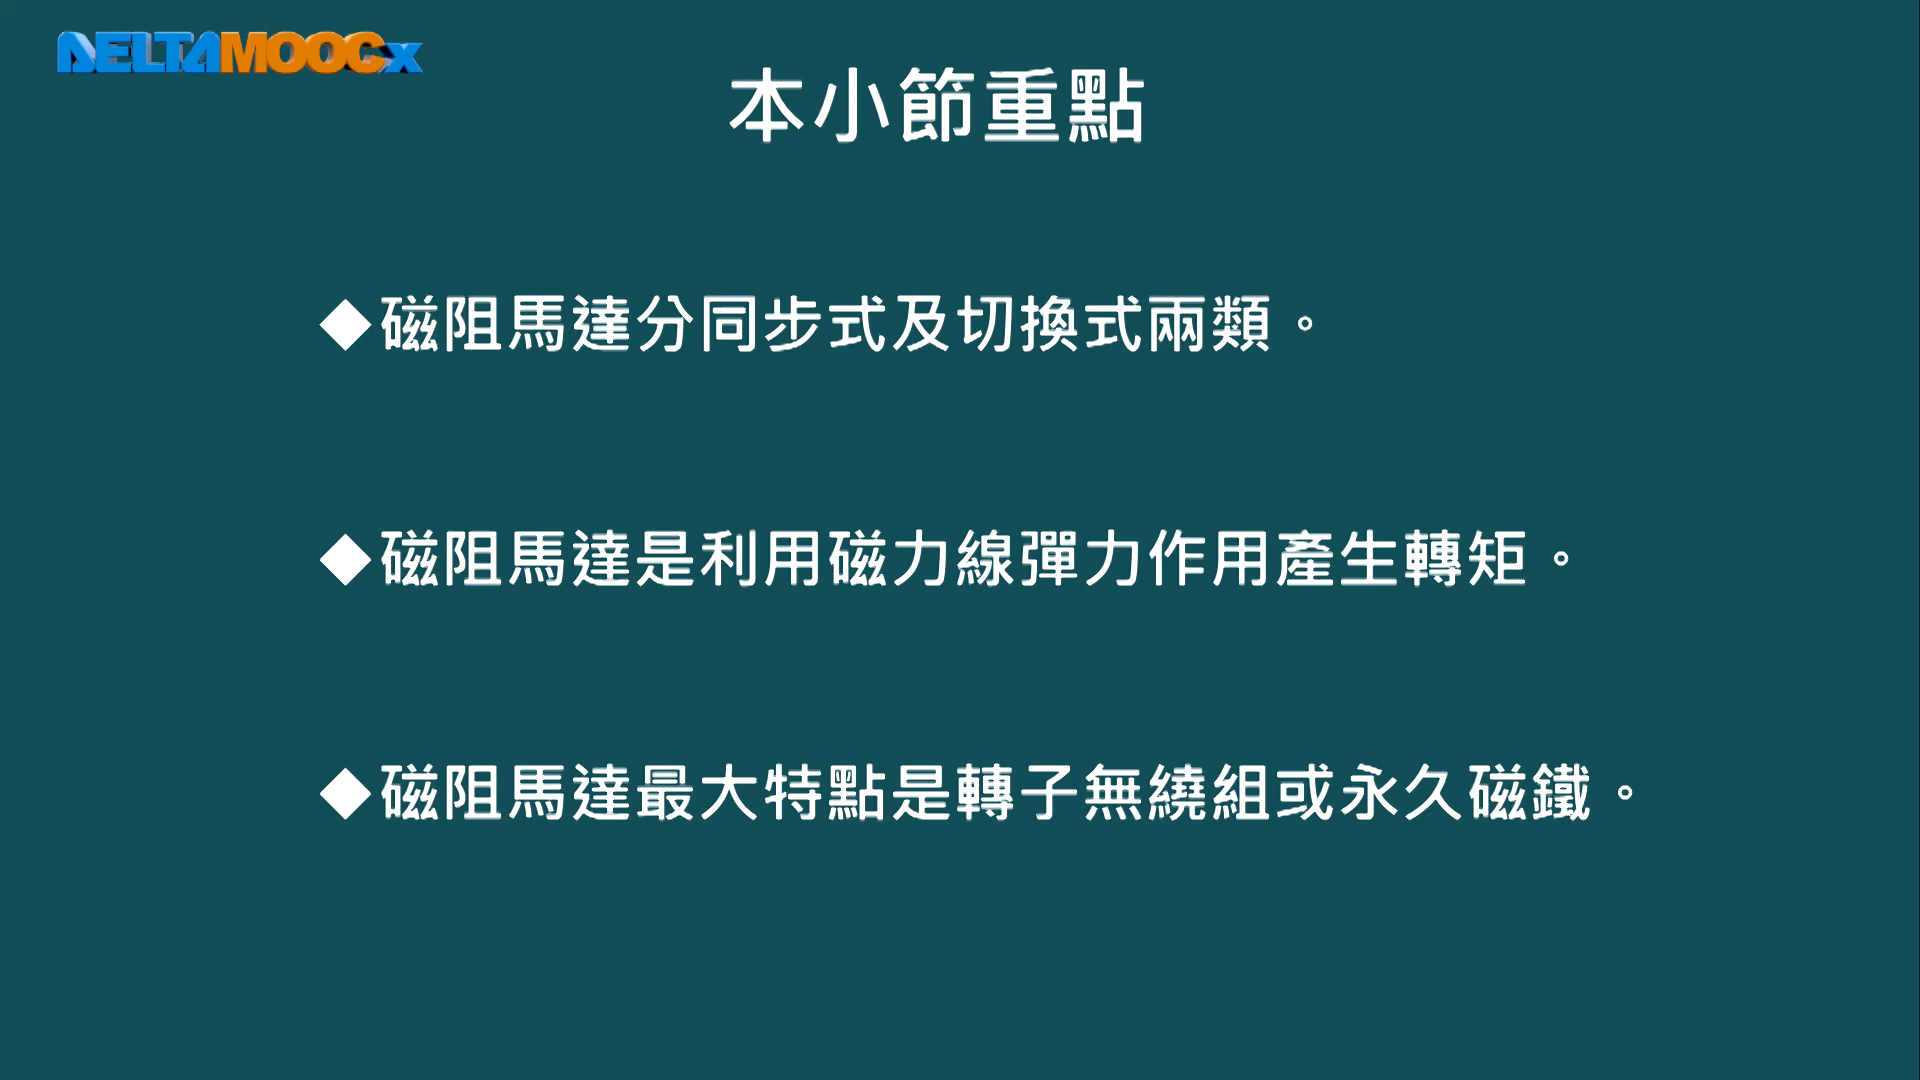 DELTAMOOCx
本小節重點
◆磁阻馬達分同步式及切換式兩類。
◆磁阻馬達是利用磁力線彈力作用產生轉矩。
◆磁阻馬達最大特點是轉子無繞組或永久磁鐵。